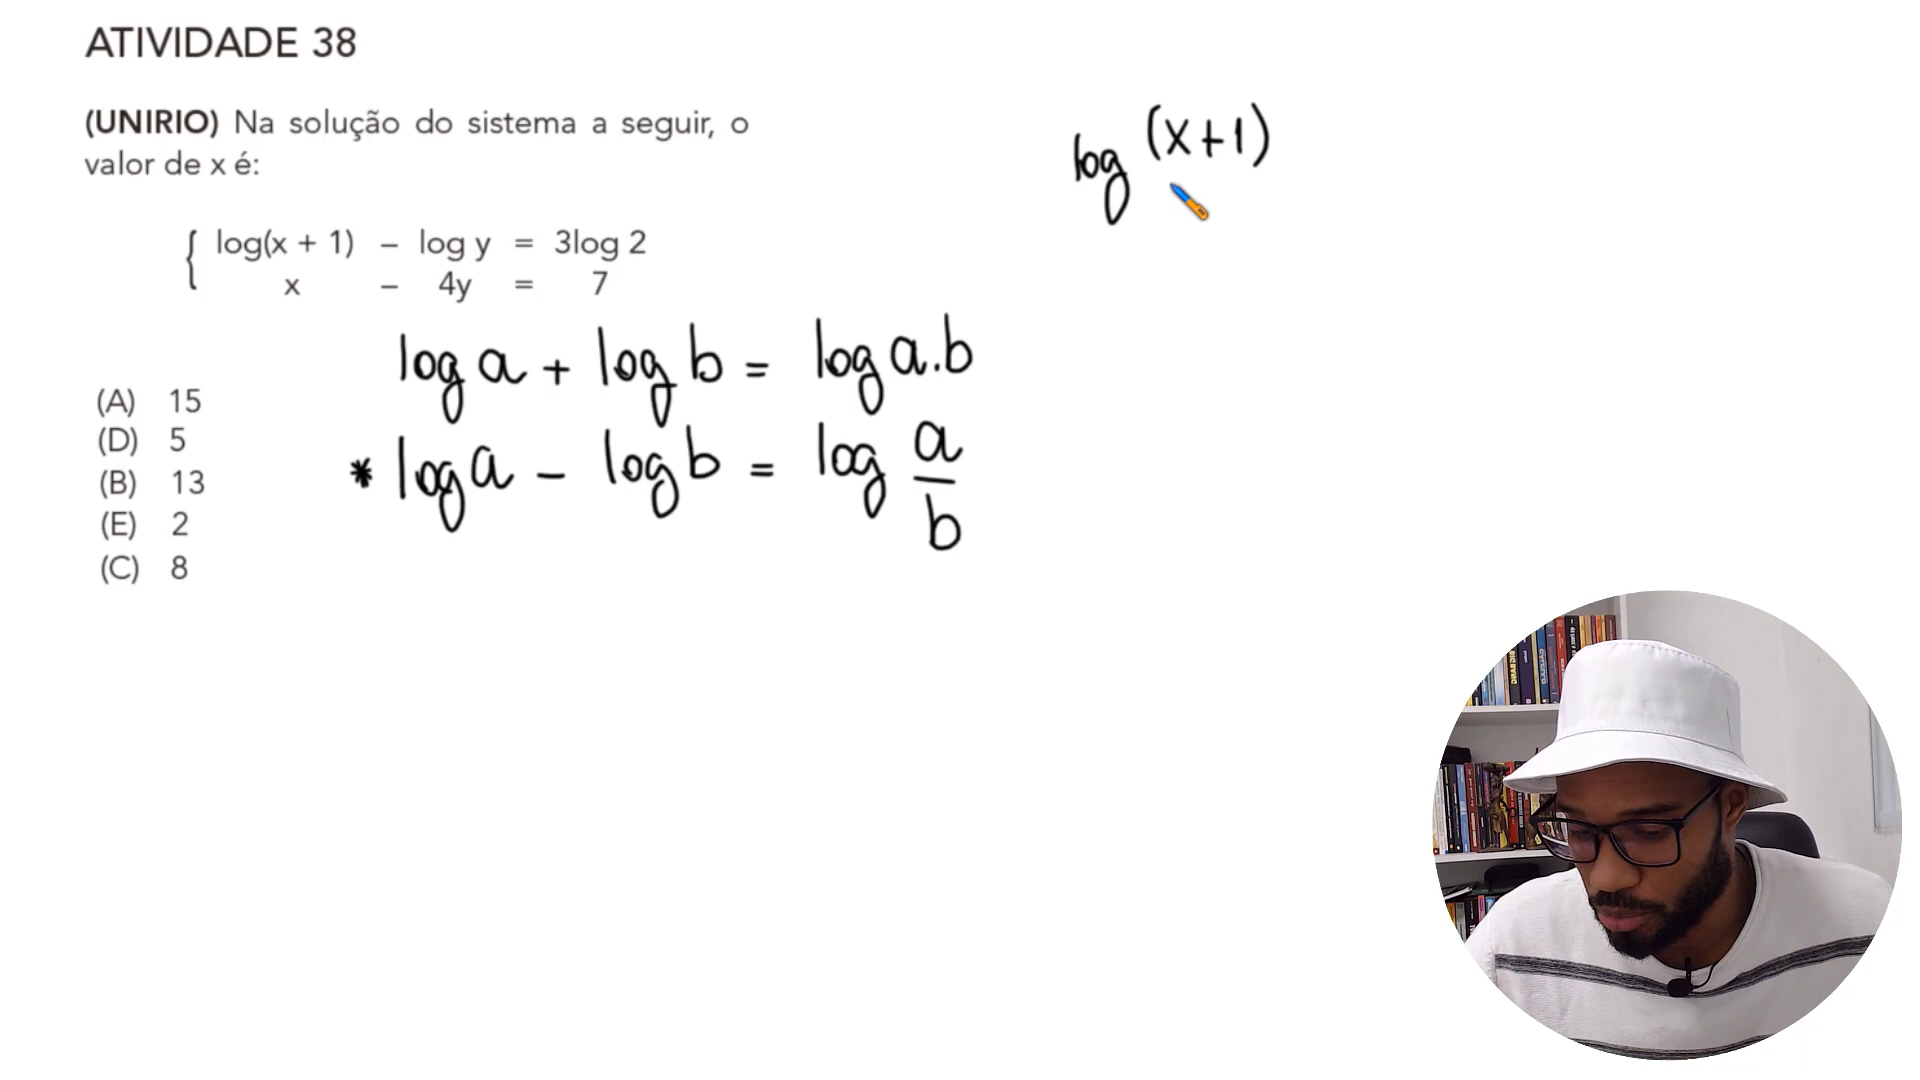 ATIVIDADE 38
(UNIRIO) Na solução do sistema a seguir, o
valor de x é:
{ log(x + 1) – log y = 3log 2
x – 4y = 7
(A) 15
(D) 5
(B) 13
(E) 2
(C) 8
log a + log b = log a.b
* log a - log b = log a/b
log (x+1)